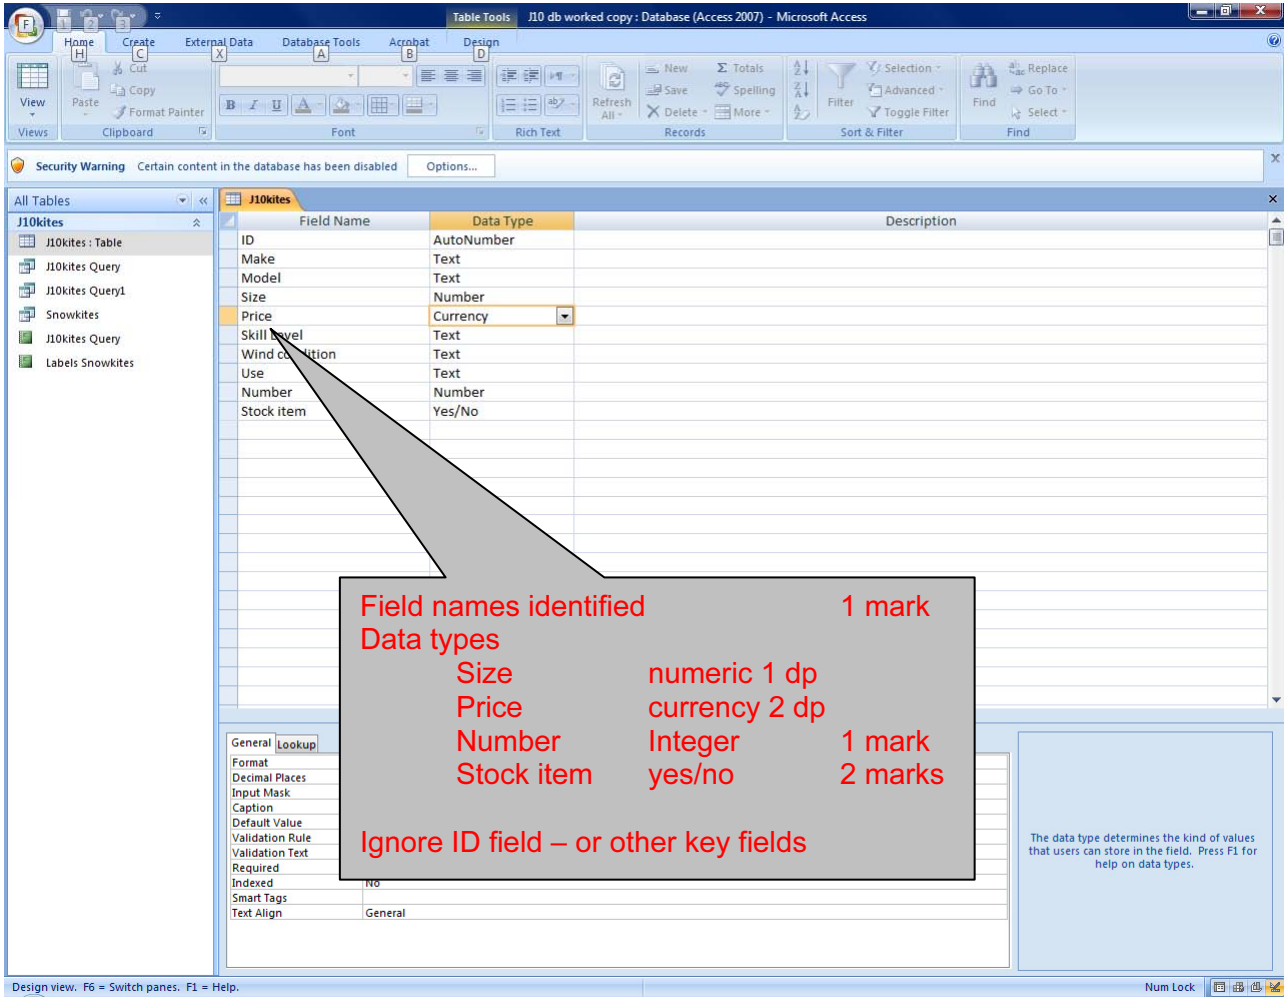 Table Tools J10 db worked copy : Database (Access 2007) - Microsoft Access
F 1 2 3
Home Create External Data Database Tools Acrobat Design
H C X A B D
View
Views
Paste
Cut
Copy
Format Painter
Clipboard
B I U A
Font
Rich Text
Refresh
All
New
Save
Delete
Σ Totals
Spelling
More
Records
Filter
Selection
Advanced
Toggle Filter
Sort & Filter
Find
Replace
Go To
Select
Find
Security Warning Certain content in the database has been disabled Options...
All Tables
J10kites
J10kites : Table
J10kites Query
J10kites Query1
Snowkites
J10kites Query
Labels Snowkites
J10kites
Field Name Data Type Description
ID AutoNumber
Make Text
Model Text
Size Number
Price Currency
Skill Level Text
Wind condition Text
Use Text
Number Number
Stock item Yes/No
Field names identified 1 mark
Data types
Size numeric 1 dp
Price currency 2 dp
Number Integer 1 mark
Stock item yes/no 2 marks
Ignore ID field – or other key fields
General Lookup
Format
Decimal Places
Input Mask
Caption
Default Value
Validation Rule
Validation Text
Required
Indexed No
Smart Tags
Text Align General
The data type determines the kind of values
that users can store in the field. Press F1 for
help on data types.
Design view. F6 = Switch panes. F1 = Help. Num Lock